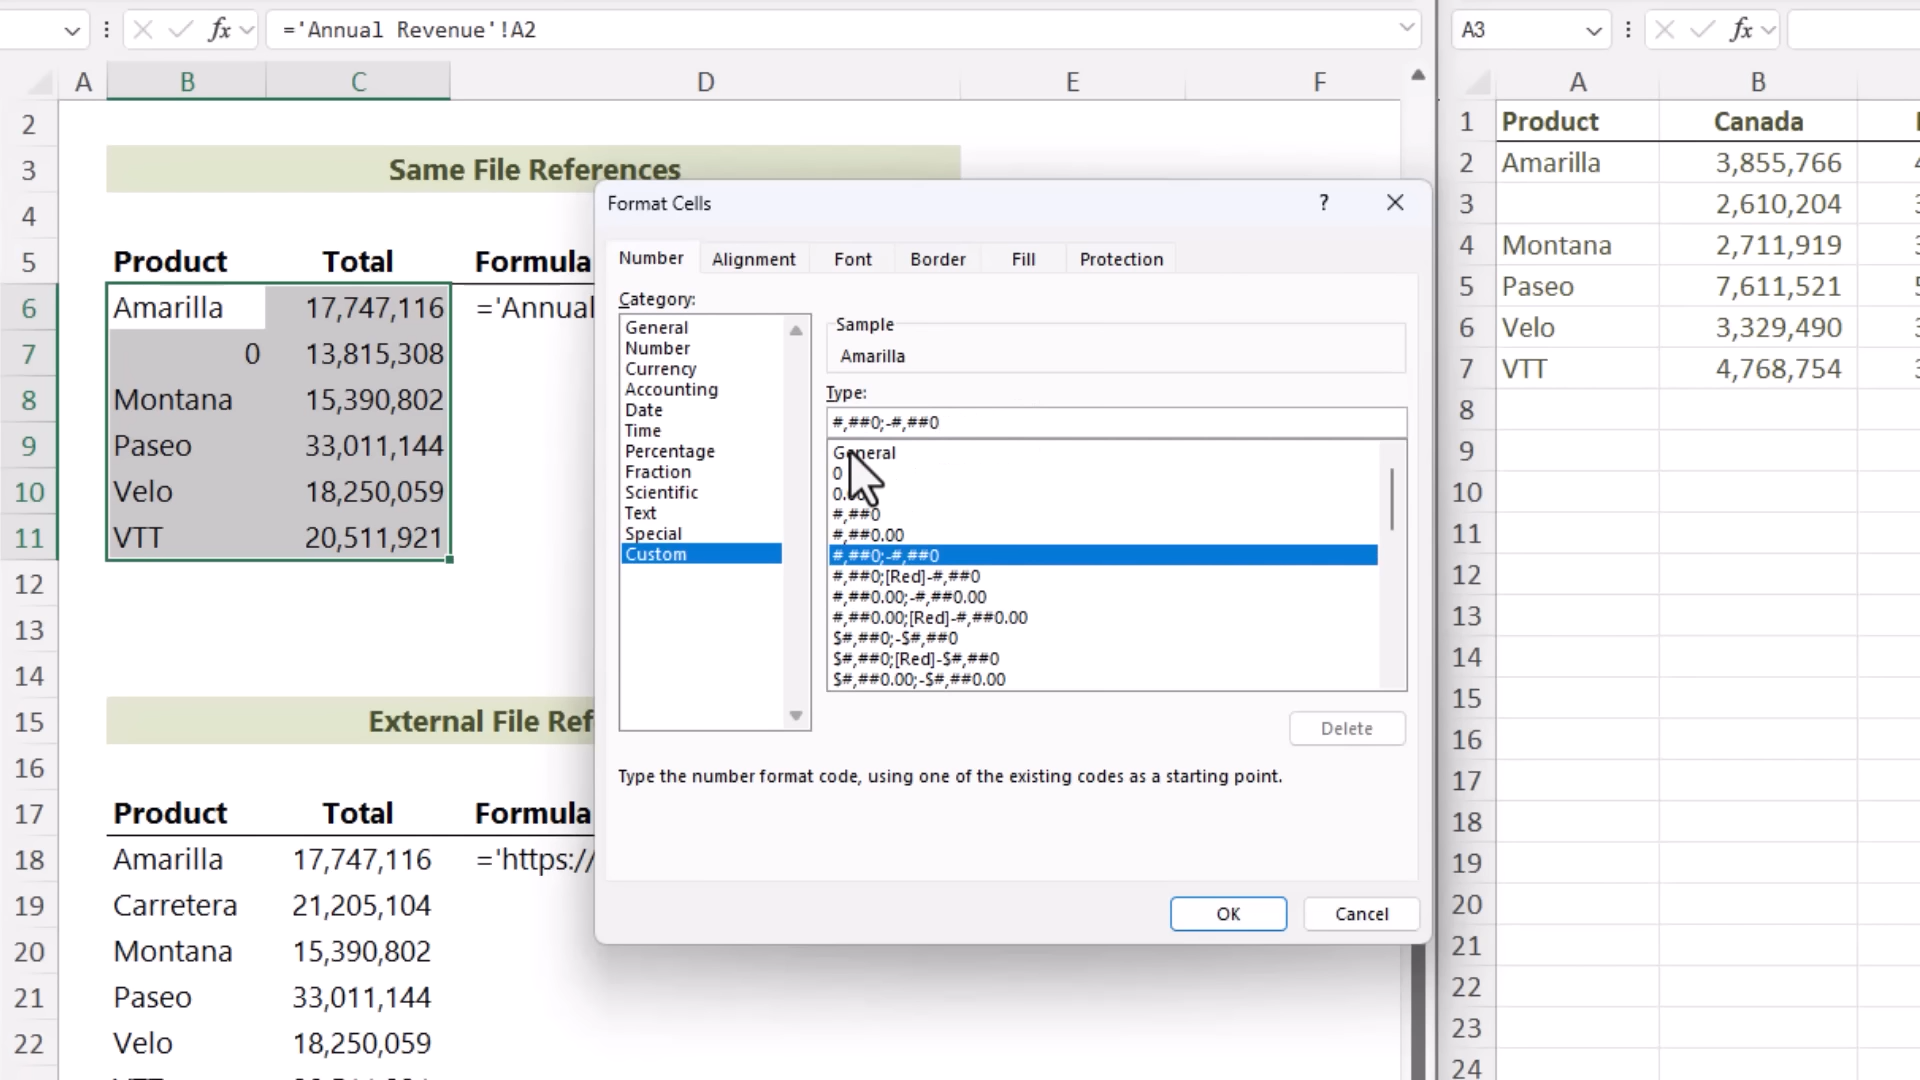 fx ='Annual Revenue'!A2
A B C D E F
2
3 Same File References
4
5 Product Total Formula
6 Amarilla 17,747,116 ='Annual
7 0 13,815,308
8 Montana 15,390,802
9 Paseo 33,011,144
10 Velo 18,250,059
11 VTT 20,511,921
12
13
14
15 External File Ref
16
17 Product Total Formula
18 Amarilla 17,747,116 ='https://
19 Carretera 21,205,104
20 Montana 15,390,802
21 Paseo 33,011,144
22 Velo 18,250,059
Format Cells ?
Number Alignment Font Border Fill Protection
Category:
General
Number
Currency
Accounting
Date
Time
Percentage
Fraction
Scientific
Text
Special
Custom
Sample
Amarilla
Type:
#,##0;-#,##0
General
0
#,##0
#,##0.00
#,##0;-#,##0
#,##0;[Red]-#,##0
#,##0.00;-#,##0.00
#,##0.00;[Red]-#,##0.00
$#,##0;-$#,##0
$#,##0;[Red]-$#,##0
$#,##0.00;-$#,##0.00
Delete
Type the number format code, using one of the existing codes as a starting point.
OK Cancel
A3 fx
A B
1 Product Canada
2 Amarilla 3,855,766
3 2,610,204
4 Montana 2,711,919
5 Paseo 7,611,521
6 Velo 3,329,490
7 VTT 4,768,754
8
9
10
11
12
13
14
15
16
17
18
19
20
21
22
23
24